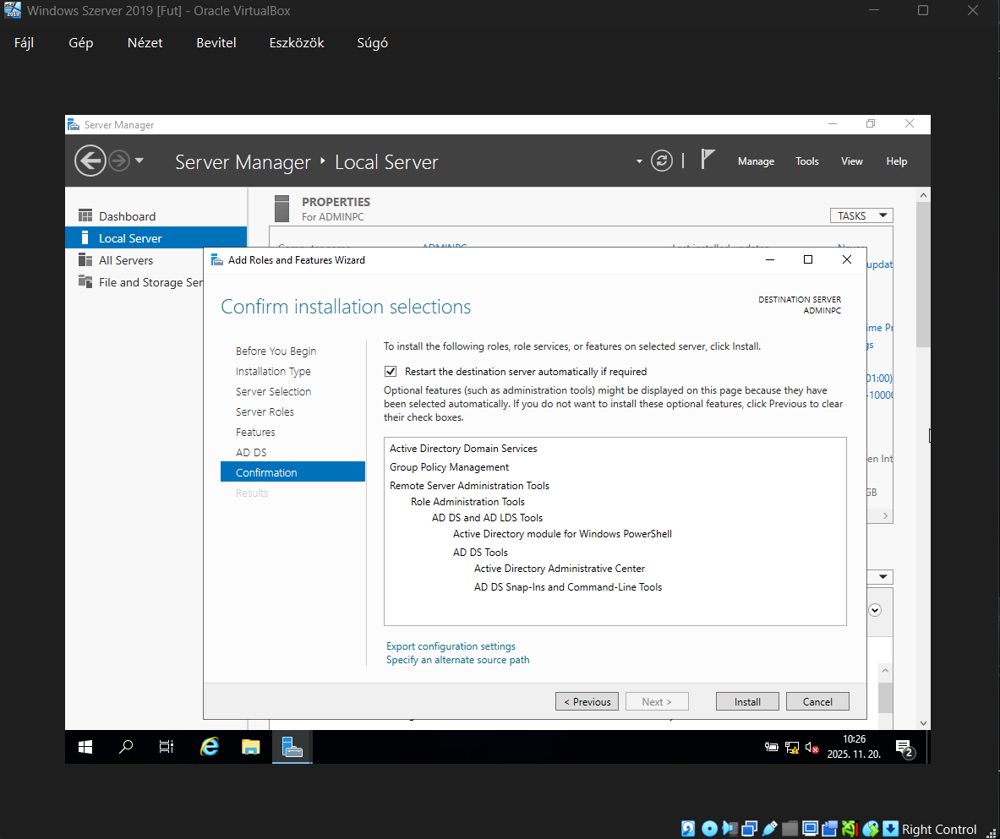 Windows Szerver 2019 [Fut] - Oracle VirtualBox
Fájl Gép Nézet Bevitel Eszközök Súgó
Server Manager
Server Manager Local Server
Manage Tools View Help
PROPERTIES
For ADMINPC
TASKS
Dashboard
Local Server
All Servers
File and Storage Ser
ADMINPC
updat
ime Pr
gs
01:00)
-1000
en Int
GB
Add Roles and Features Wizard
Confirm installation selections
DESTINATION SERVER
ADMINPC
Before You Begin
Installation Type
Server Selection
Server Roles
Features
AD DS
Confirmation
Results
To install the following roles, role services, or features on selected server, click Install.
Restart the destination server automatically if required
Optional features (such as administration tools) might be displayed on this page because they have
been selected automatically. If you do not want to install these optional features, click Previous to clear
their check boxes.
Active Directory Domain Services
Group Policy Management
Remote Server Administration Tools
Role Administration Tools
AD DS and AD LDS Tools
Active Directory module for Windows PowerShell
AD DS Tools
Active Directory Administrative Center
AD DS Snap-Ins and Command-Line Tools
Export configuration settings
Specify an alternate source path
< Previous Next > Install Cancel
10:26
2025. 11. 20.
2
Right Control